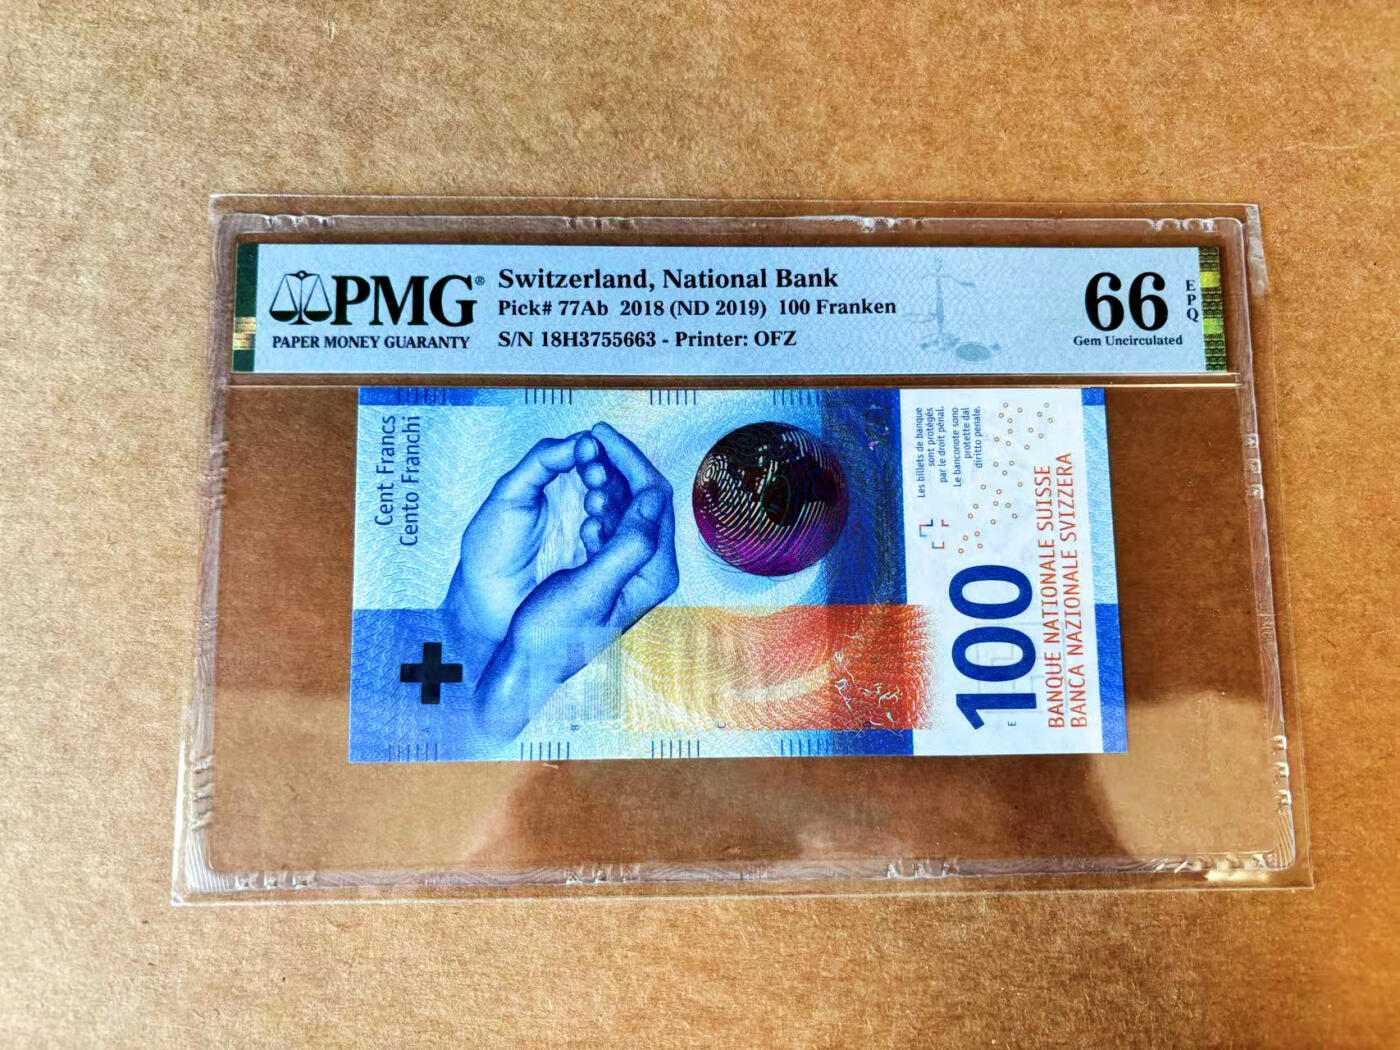 PMG®
PAPER MONEY GUARANTY
Switzerland, National Bank
Pick# 77Ab 2018 (ND 2019) 100 Franken
S/N 18H3755663 - Printer: OFZ
66
EPQ
Gem Uncirculated
Cent Francs
Cento Franchi
Les billets de banque
sont protégés
par le droit pénal.
Le banconote sono
protette dal
diritto penale.
100
BANQUE NATIONALE SUISSE
BANCA NAZIONALE SVIZZERA
A
B
C
D
E